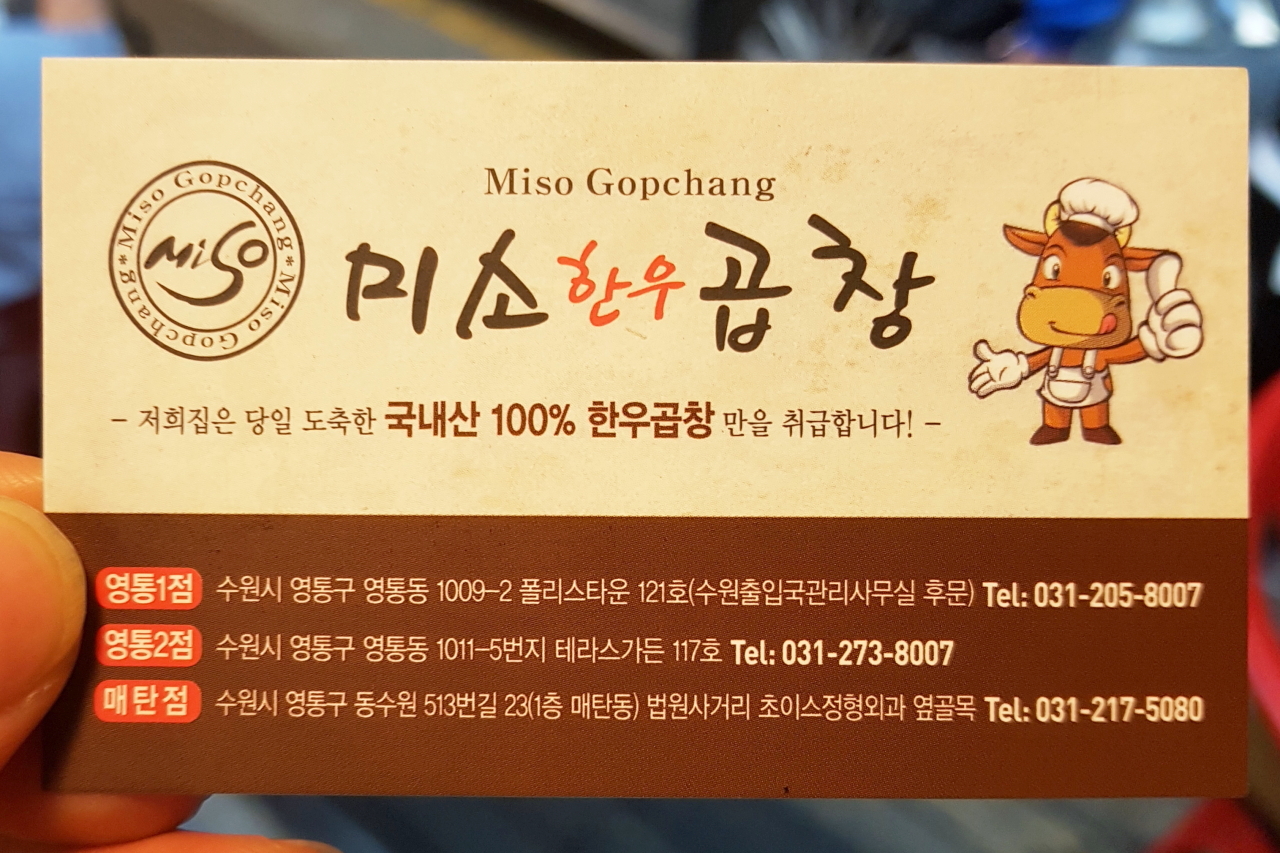 Miso Gopchang
*Miso Gopchang*Miso Gopchang
MiSo
미소한우곱창
- 저희집은 당일 도축한 국내산 100% 한우곱창 만을 취급합니다! -
영통1점 수원시 영통구 영통동 1009-2 폴리스타운 121호(수원출입국관리사무실 후문) Tel: 031-205-8007
영통2점 수원시 영통구 영통동 1011-5번지 테라스가든 117호 Tel: 031-273-8007
매탄점 수원시 영통구 동수원 513번길 23(1층 매탄동) 법원사거리 초이스정형외과 옆골목 Tel: 031-217-5080